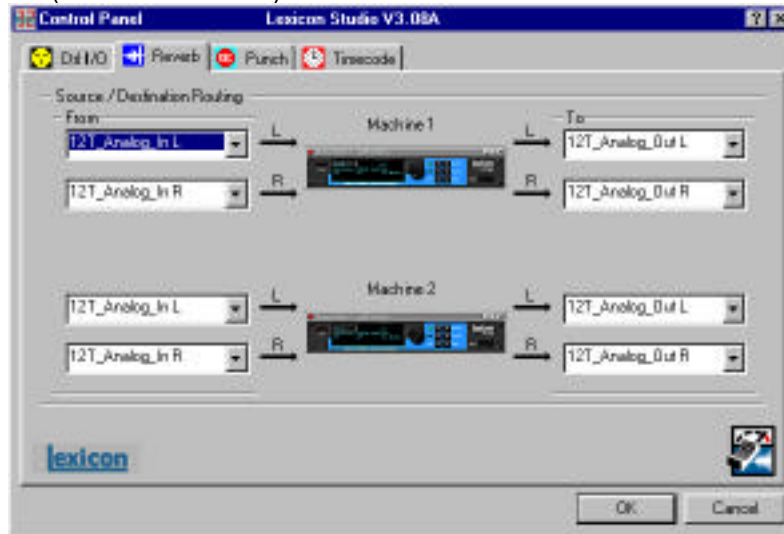 Control Panel Lexicon Studio V3.08A
Reverb Punch Timecode
Source / Destination Routing
From Machine 1 To
12T_Analog_In L L L 12T_Analog_Out L
12T_Analog_In R R R 12T_Analog_Out R
Machine 2
12T_Analog_In L L L 12T_Analog_Out L
12T_Analog_In R R R 12T_Analog_Out R
lexicon
OK Cancel